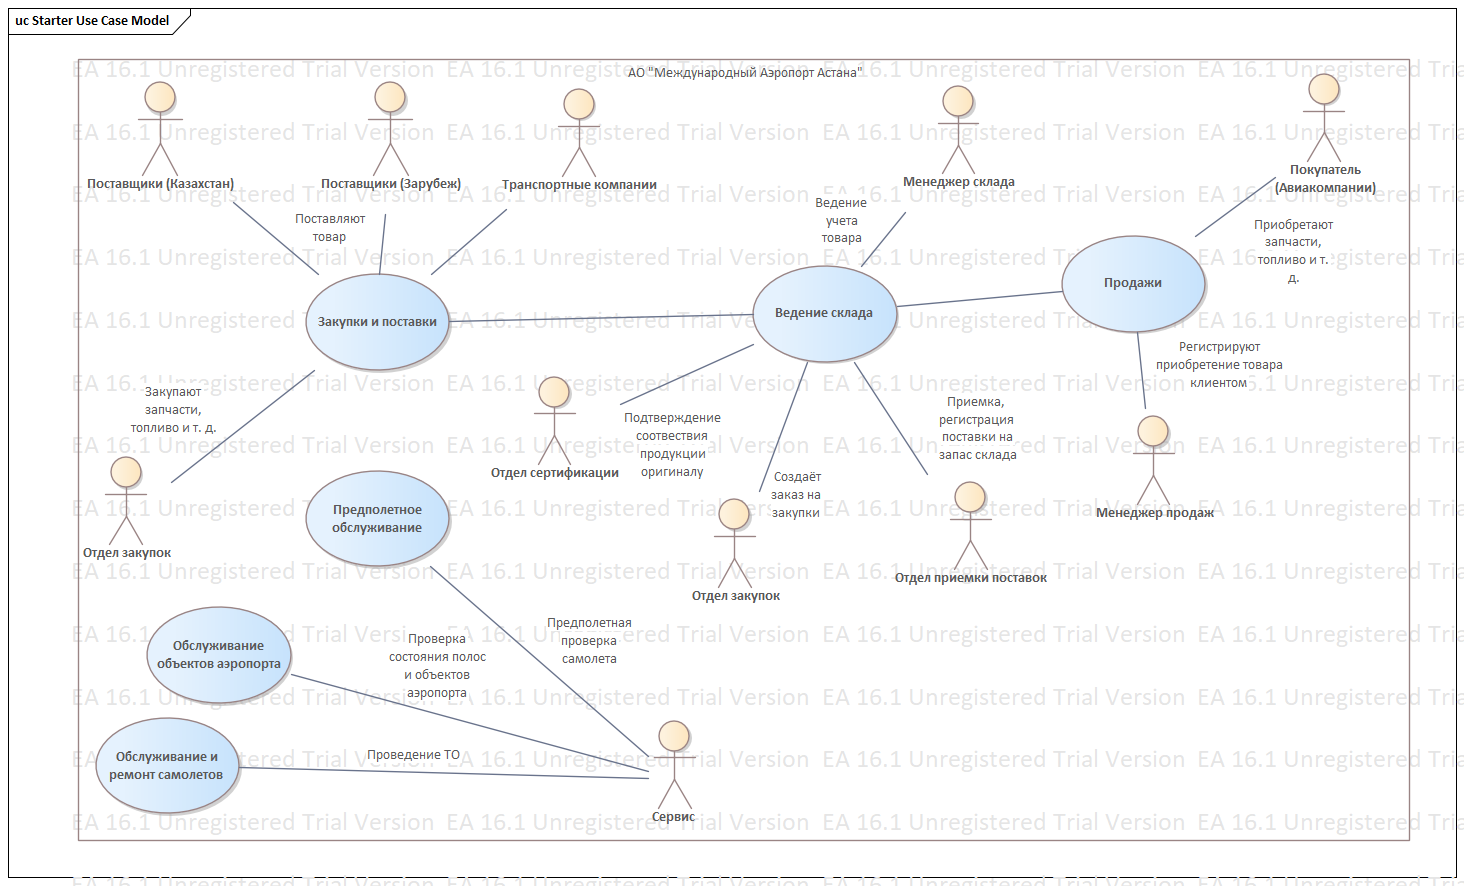 uc Starter Use Case Model
АО "Международный Аэропорт Астана"
Поставщики (Казахстан)
Поставщики (Зарубеж)
Транспортные компании
Менеджер склада
Покупатель
(Авиакомпании)
Поставляют
товар
Ведение
учета
товара
Приобретают
запчасти,
топливо и т.
д.
Закупки и поставки
Ведение склада
Продажи
Закупают
запчасти,
топливо и т. д.
Подтверждение
соотвествия
продукции
оригиналу
Приемка,
регистрация
поставки на
запас склада
Регистрируют
приобретение товара
клиентом
Отдел сертификации
Создаёт
заказ на
закупки
Менеджер продаж
Отдел закупок
Предполетное
обслуживание
Отдел закупок
Отдел приемки поставок
Обслуживание
объектов аэропорта
Проверка
состояния полос
и объектов
аэропорта
Предполетная
проверка
самолета
Обслуживание и
ремонт самолетов
Проведение ТО
Сервис
EA 16.1 Unregistered Trial Version